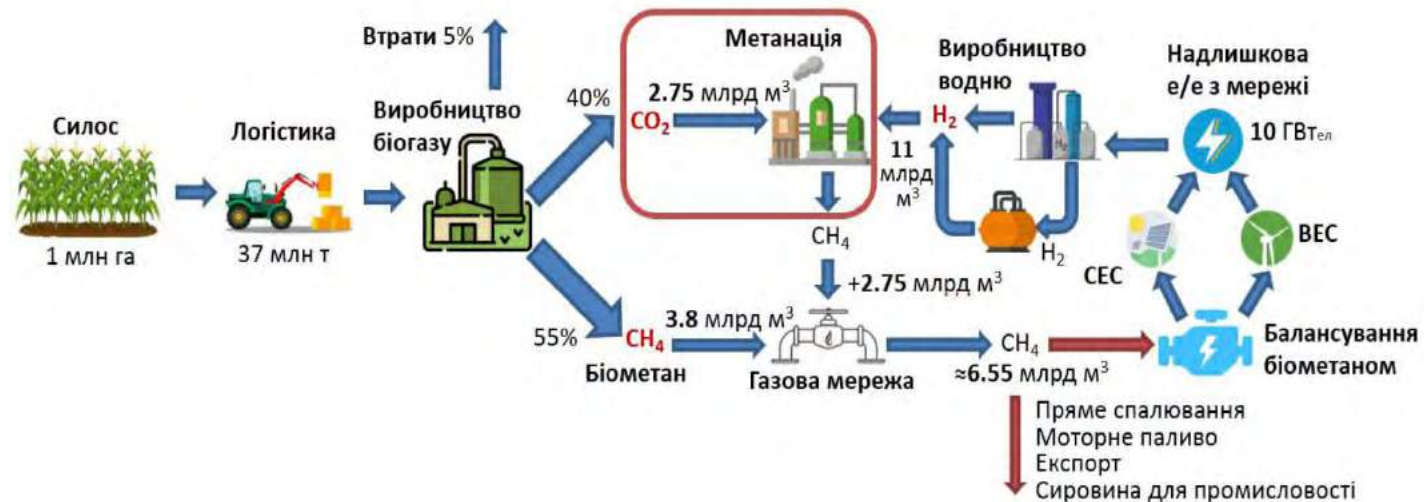 Силос
1 млн га
Логістика
37 млн т
Втрати 5%
Виробництво
біогазу
40%
55%
Метанація
CO₂
2.75 млрд м³
Виробництво
водню
H₂
11
млрд
м³
H₂
H₂
Надлишкова
е/е з мережі
10 ГВтел
ВЕС
СЕС
CH₄
+2.75 млрд м³
CH₄
3.8 млрд м³
Біометан
Газова мережа
CH₄
≈6.55 млрд м³
Балансування
біометаном
Пряме спалювання
Моторне паливо
Експорт
Сировина для промисловості